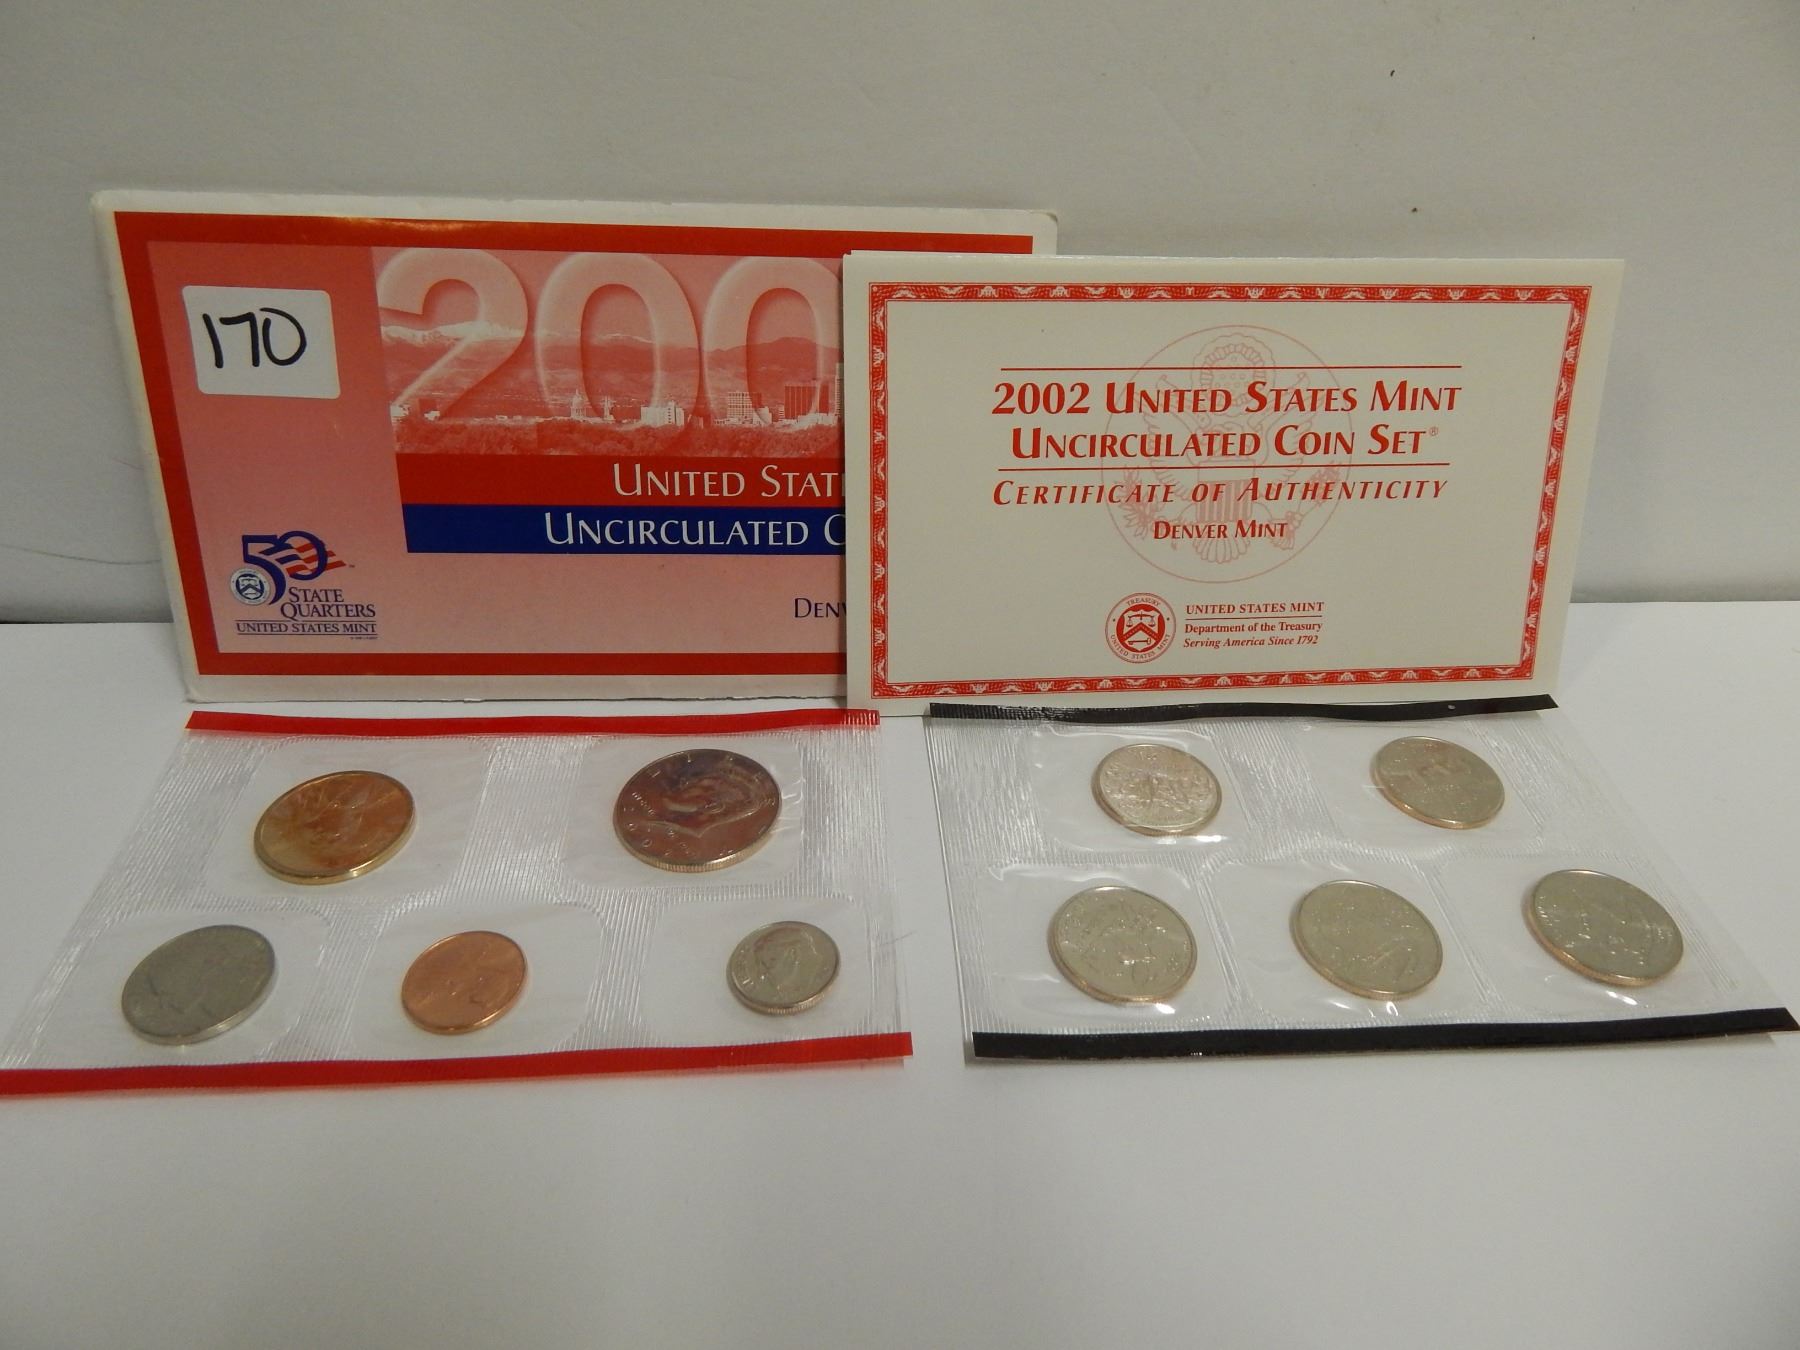 170
200
UNITED STAT
UNCIRCULATED C
DENV
50
STATE
QUARTERS
UNITED STATES MINT
2002 UNITED STATES MINT
UNCIRCULATED COIN SET®
CERTIFICATE OF AUTHENTICITY
DENVER MINT
UNITED STATES MINT
Department of the Treasury
Serving America Since 1792